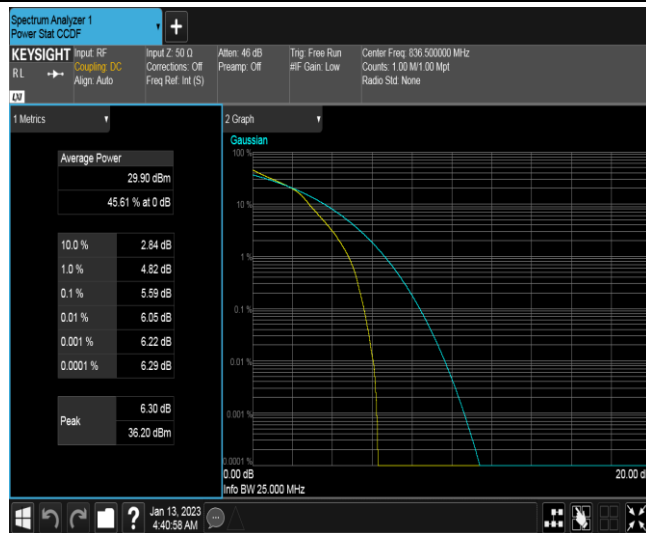 Spectrum Analyzer 1
Power Stat CCDF
+
KEYSIGHT
RL
Input: RF
Coupling: DC
Align: Auto
Input Z: 50 Ω
Corrections: Off
Freq Ref: Int (S)
Atten: 46 dB
Preamp: Off
Trig: Free Run
#IF Gain: Low
Center Freq: 836.500000 MHz
Counts: 1.00 M/1.00 Mpt
Radio Std: None
LXI
1 Metrics
Average Power
29.90 dBm
45.61 % at 0 dB
10.0 % 2.84 dB
1.0 % 4.82 dB
0.1 % 5.59 dB
0.01 % 6.05 dB
0.001 % 6.22 dB
0.0001 % 6.29 dB
Peak
6.30 dB
36.20 dBm
2 Graph
Gaussian
100 %
10 %
1 %
0.1 %
0.01 %
0.001 %
0.0001 %
0.00 dB
20.00 d
Info BW 25.000 MHz
?
Jan 13, 2023
4:40:58 AM